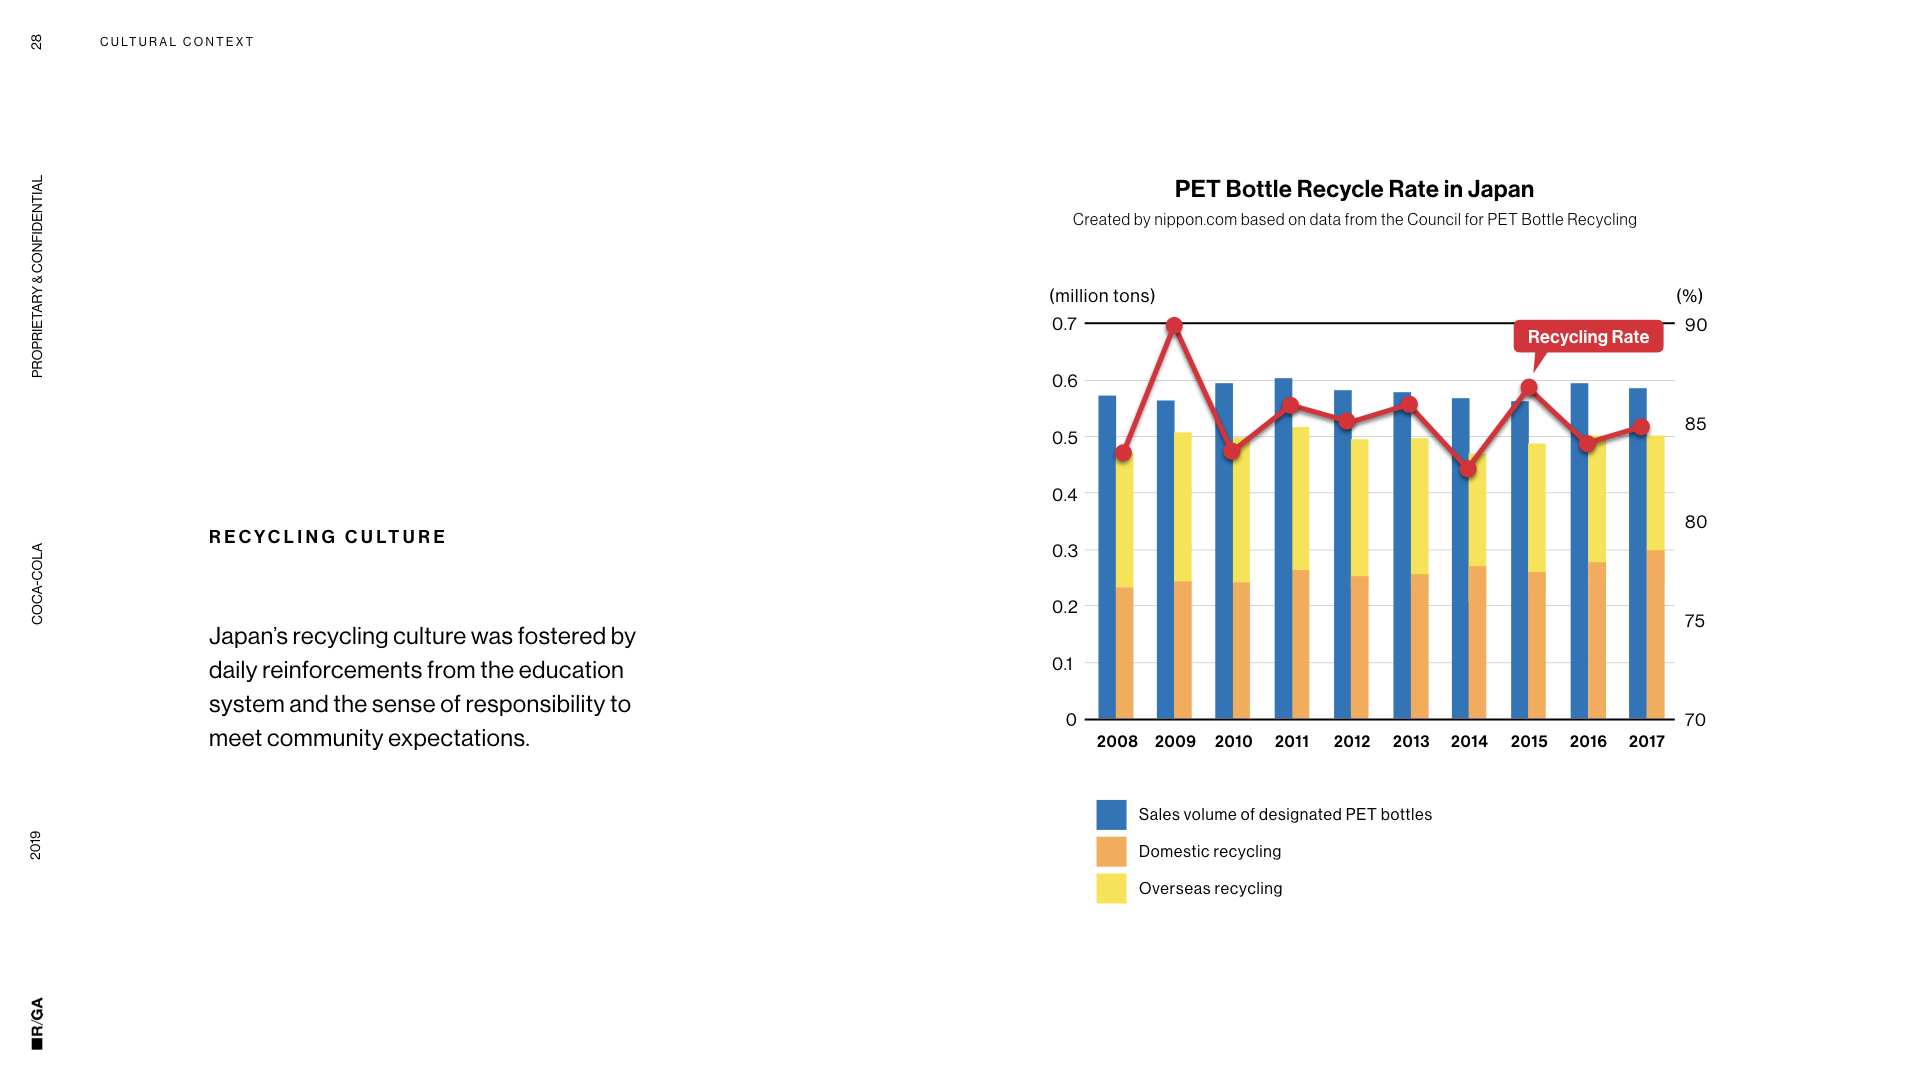 28
CULTURAL CONTEXT
PROPRIETARY & CONFIDENTIAL
COCA-COLA
2019
R/GA
RECYCLING CULTURE
Japan’s recycling culture was fostered by
daily reinforcements from the education
system and the sense of responsibility to
meet community expectations.
PET Bottle Recycle Rate in Japan
Created by nippon.com based on data from the Council for PET Bottle Recycling
(million tons)
(%)
0.7
0.6
0.5
0.4
0.3
0.2
0.1
0
90
85
80
75
70
Recycling Rate
2008 2009 2010 2011 2012 2013 2014 2015 2016 2017
Sales volume of designated PET bottles
Domestic recycling
Overseas recycling